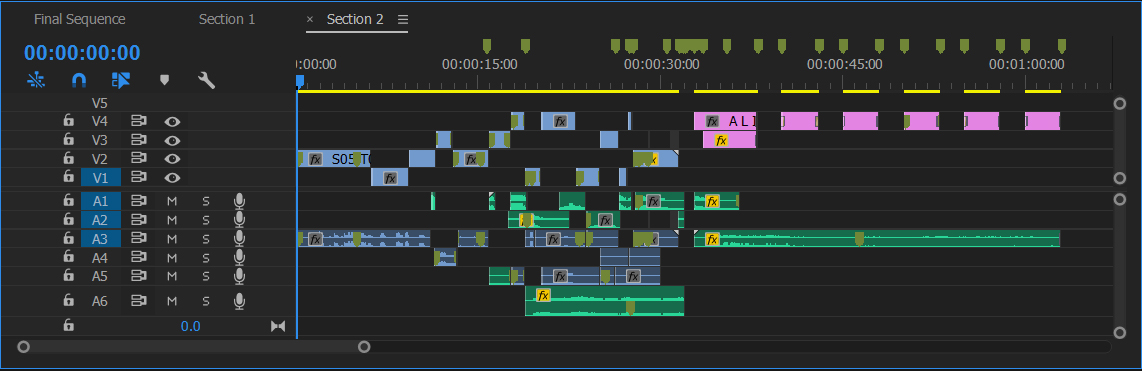 Final Sequence Section 1 × Section 2 ☰
00:00:00:00
:00:00 00:00:15:00 00:00:30:00 00:00:45:00 00:01:00:00
V5
V4 fx fx A L I
V3 fx
V2 fx S05 T fx fx
V1 fx
A1 M S fx fx
A2 M S fx fx
A3 M S fx fx fx fx
A4 M S
A5 M S fx fx
A6 M S fx
0.0